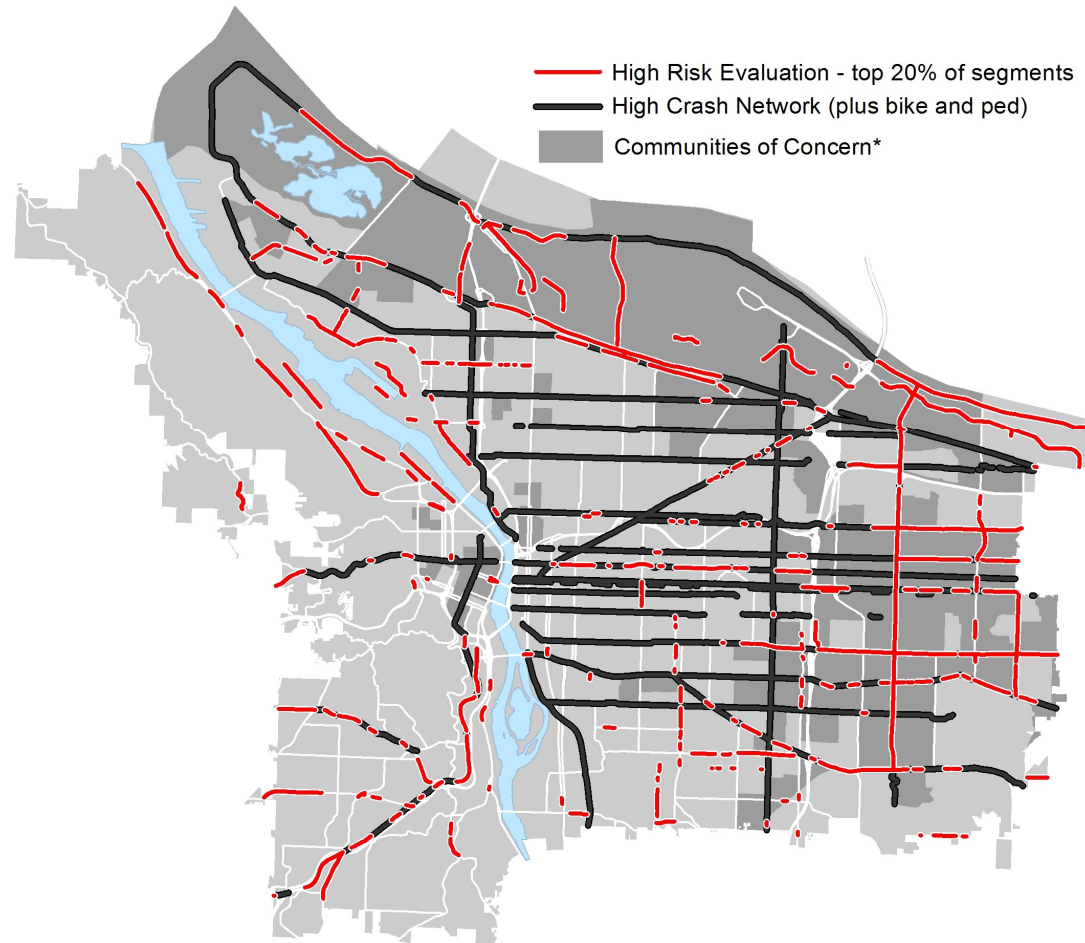 High Risk Evaluation - top 20% of segments
High Crash Network (plus bike and ped)
Communities of Concern*